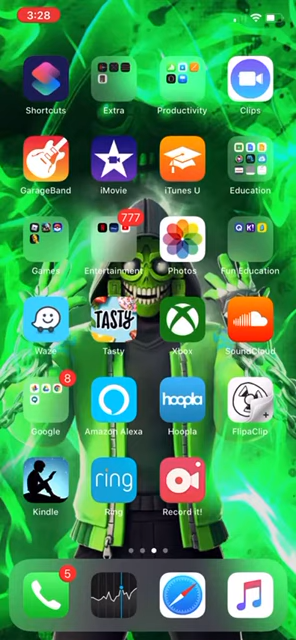 3:28
Shortcuts
Extra
Productivity
Clips
GarageBand
iMovie
iTunes U
Education
777
Games
Entertainment
Photos
Fun Education
TASTY
Waze
Tasty
Xbox
SoundCloud
8
hoopla
Google
Amazon Alexa
Hoopla
FlipaClip
ring
Kindle
Ring
Record it!
5